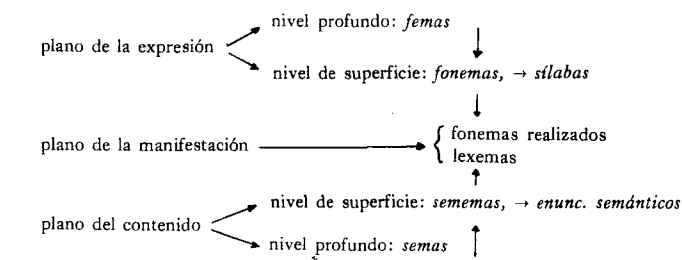 nivel profundo: femas
plano de la expresión
nivel de superficie: fonemas, → sílabas
fonemas realizados
plano de la manifestación
lexemas
nivel de superficie: sememas, → enunc. semánticos
plano del contenido
nivel profundo: semas